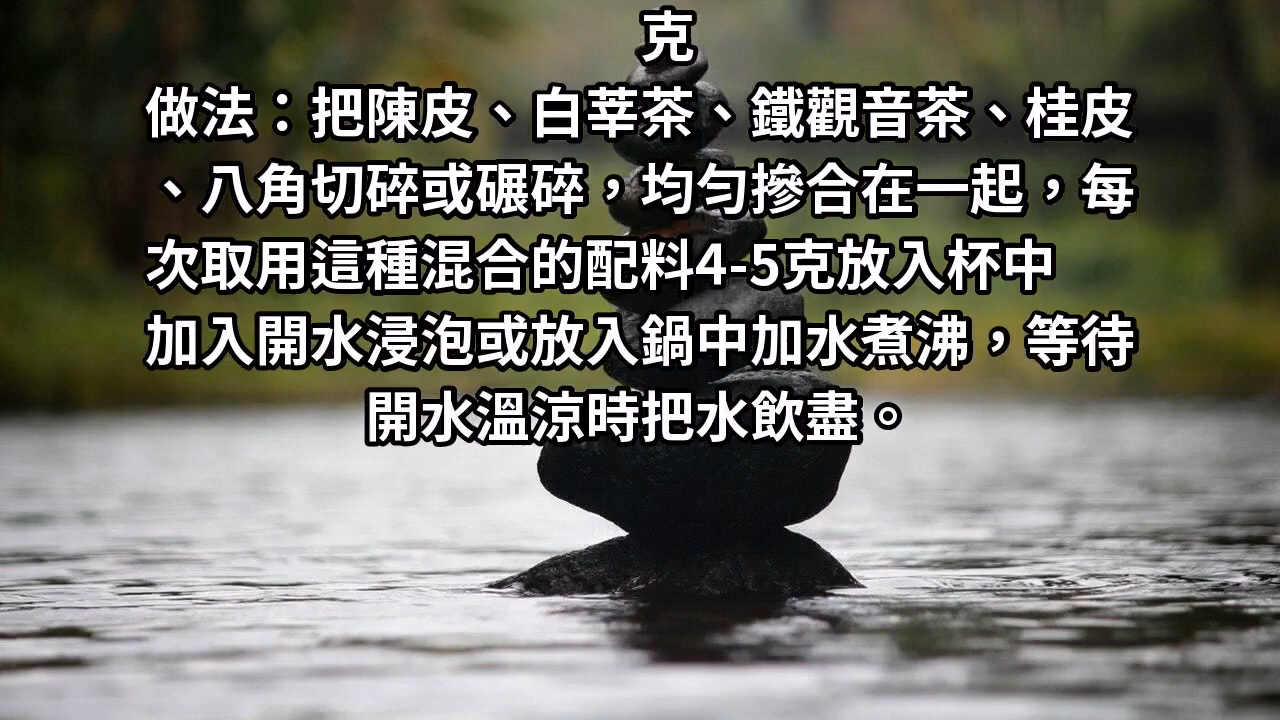 克
做法：把陳皮、白莘茶、鐵觀音茶、桂皮
、八角切碎或碾碎，均勻摻合在一起，每
次取用這種混合的配料4-5克放入杯中
加入開水浸泡或放入鍋中加水煮沸，等待
開水溫涼時把水飲盡。